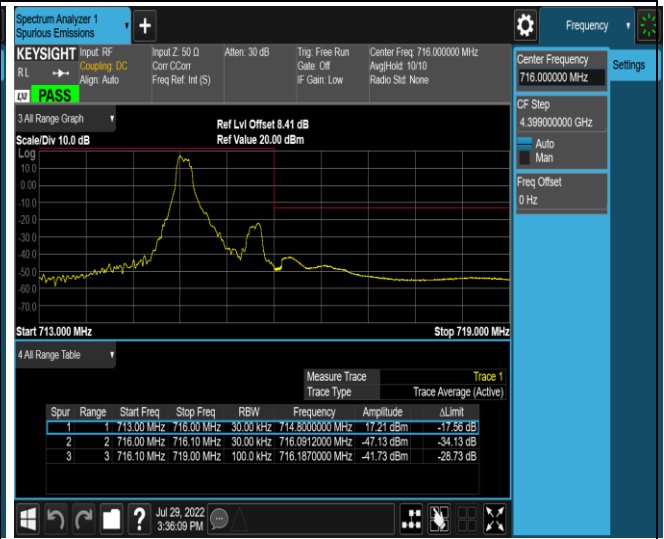 Spectrum Analyzer 1
Spurious Emissions
Frequency
KEYSIGHT Input: RF Input Z: 50 Ω Atten: 30 dB Trig: Free Run Center Freq: 716.000000 MHz
RL Coupling: DC Corr CCorr Gate: Off Avg|Hold: 10/10
Align: Auto Freq Ref: Int (S) IF Gain: Low Radio Std: None
LXI PASS
Center Frequency
716.000000 MHz
Settings
CF Step
4.399000000 GHz
Auto
Man
Freq Offset
0 Hz
3 All Range Graph
Ref Lvl Offset 8.41 dB
Scale/Div 10.0 dB Ref Value 20.00 dBm
Log
10.0
0.00
-10.0
-20.0
-30.0
-40.0
-50.0
-60.0
-70.0
Start 713.000 MHz Stop 719.000 MHz
4 All Range Table
Measure Trace Trace 1
Trace Type Trace Average (Active)
Spur Range Start Freq Stop Freq RBW Frequency Amplitude ΔLimit
1 1 713.00 MHz 716.00 MHz 30.00 kHz 714.8000000 MHz 17.21 dBm -17.56 dB
2 2 716.00 MHz 716.10 MHz 30.00 kHz 716.0912000 MHz -47.13 dBm -34.13 dB
3 3 716.10 MHz 719.00 MHz 100.0 kHz 716.1870000 MHz -41.73 dBm -28.73 dB
Jul 29, 2022
3:36:09 PM